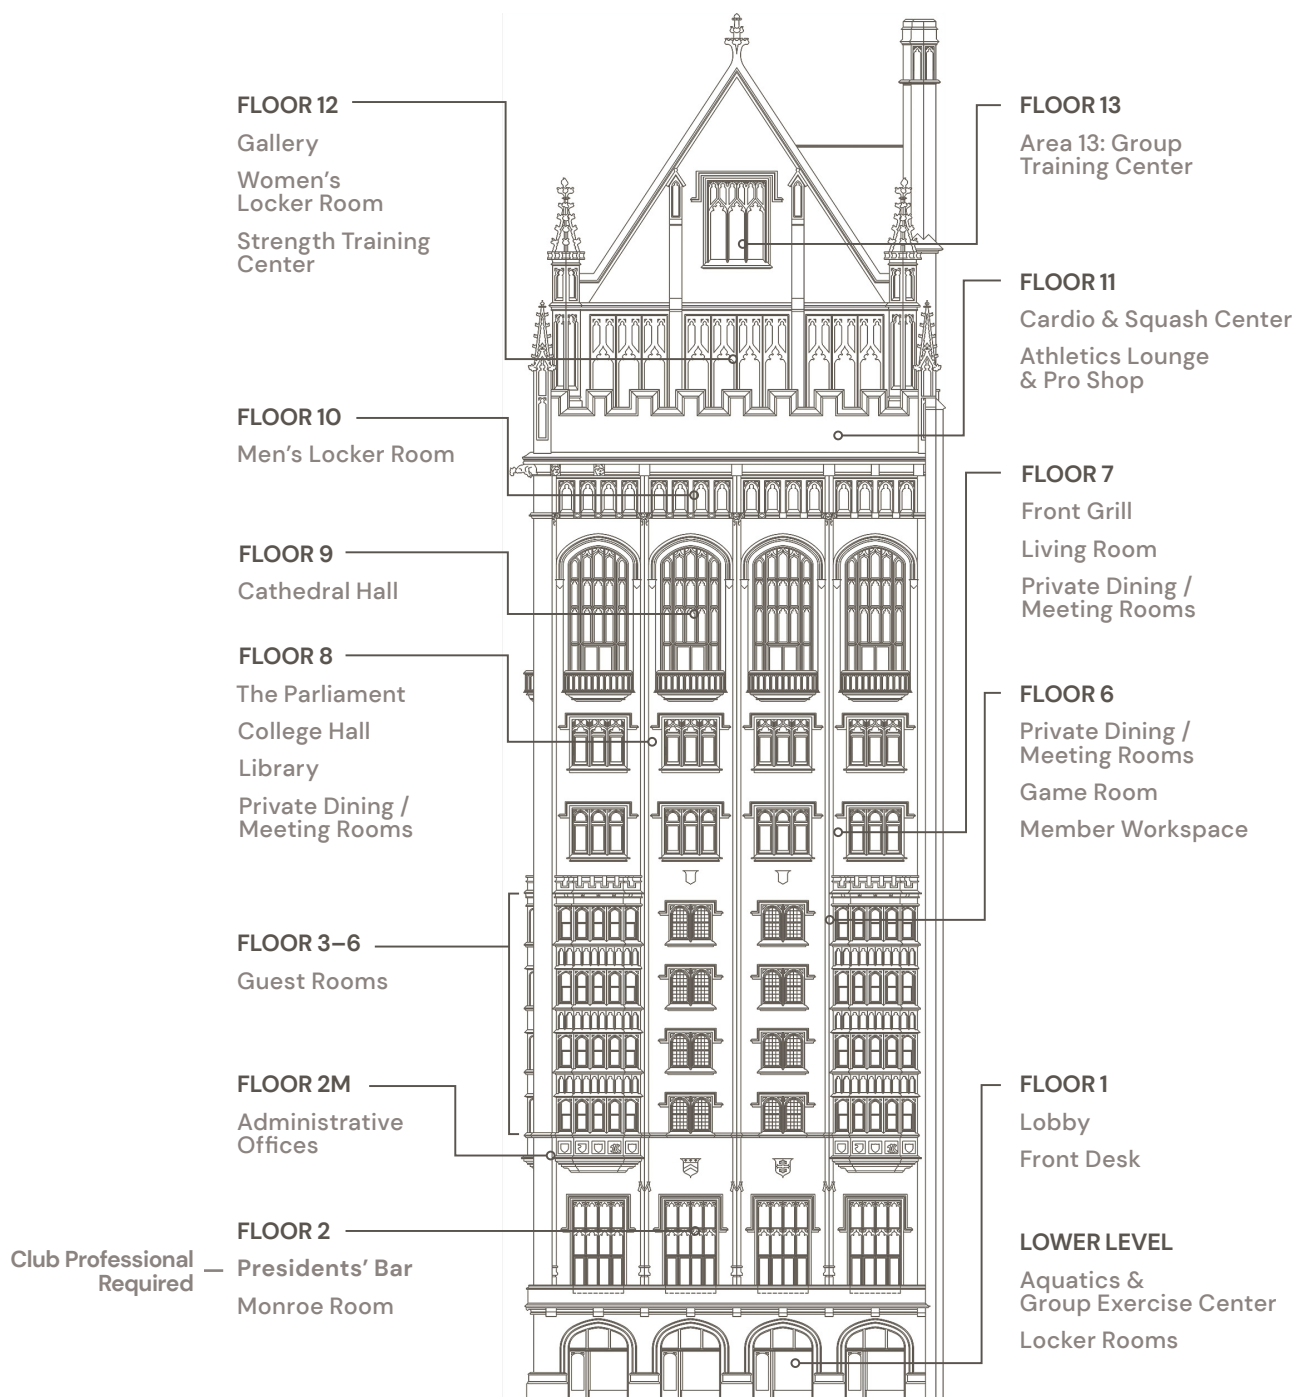 FLOOR 12
Gallery
Women’s
Locker Room
Strength Training
Center
FLOOR 10
Men’s Locker Room
FLOOR 9
Cathedral Hall
FLOOR 8
The Parliament
College Hall
Library
Private Dining /
Meeting Rooms
FLOOR 3–6
Guest Rooms
FLOOR 2M
Administrative
Offices
FLOOR 2
Club Professional
Required
Presidents’ Bar
Monroe Room
FLOOR 13
Area 13: Group
Training Center
FLOOR 11
Cardio & Squash Center
Athletics Lounge
& Pro Shop
FLOOR 7
Front Grill
Living Room
Private Dining /
Meeting Rooms
FLOOR 6
Private Dining /
Meeting Rooms
Game Room
Member Workspace
FLOOR 1
Lobby
Front Desk
LOWER LEVEL
Aquatics &
Group Exercise Center
Locker Rooms